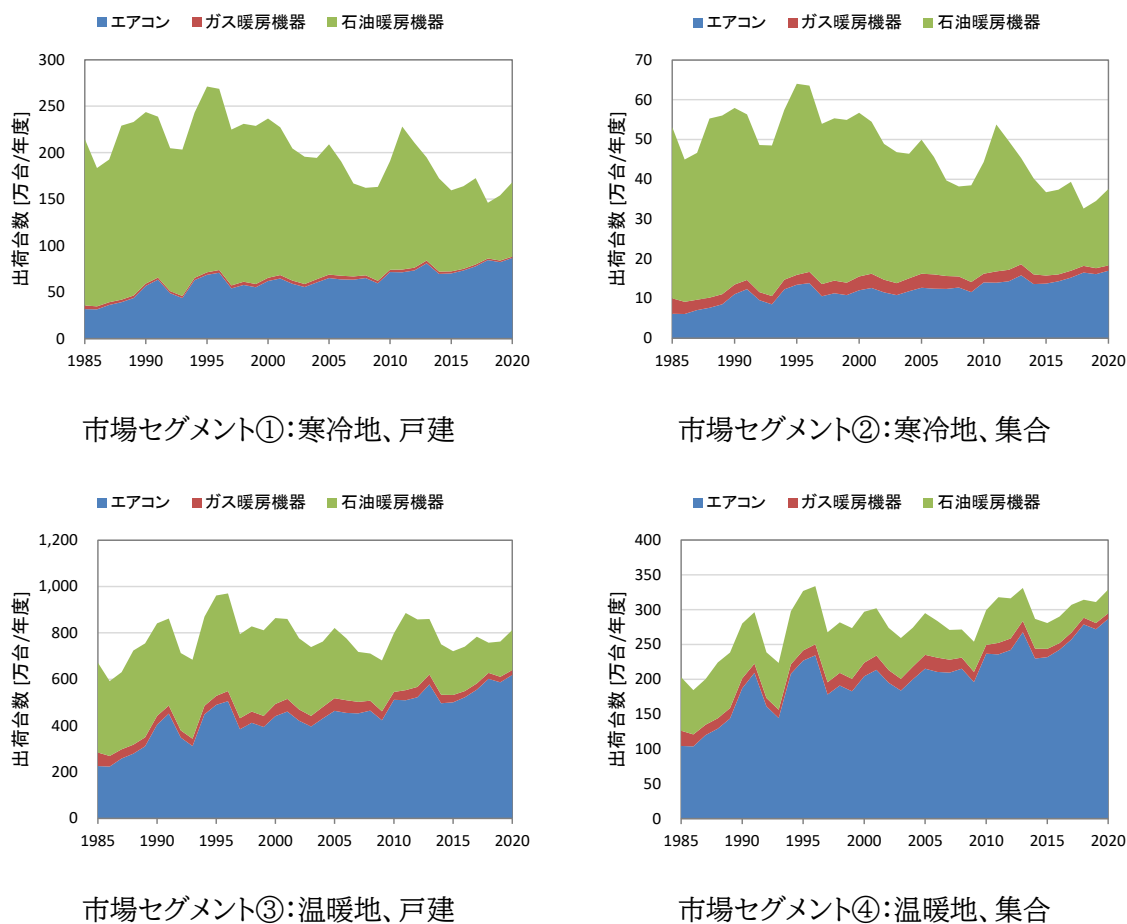 ■エアコン ■ガス暖房機器 ■石油暖房機器
出荷台数 [万台/年度]
300
250
200
150
100
50
0
1985 1990 1995 2000 2005 2010 2015 2020
市場セグメント①：寒冷地、戸建
■エアコン ■ガス暖房機器 ■石油暖房機器
出荷台数 [万台/年度]
70
60
50
40
30
20
10
0
1985 1990 1995 2000 2005 2010 2015 2020
市場セグメント②：寒冷地、集合
■エアコン ■ガス暖房機器 ■石油暖房機器
出荷台数 [万台/年度]
1,200
1,000
800
600
400
200
0
1985 1990 1995 2000 2005 2010 2015 2020
市場セグメント③：温暖地、戸建
■エアコン ■ガス暖房機器 ■石油暖房機器
出荷台数 [万台/年度]
400
350
300
250
200
150
100
50
0
1985 1990 1995 2000 2005 2010 2015 2020
市場セグメント④：温暖地、集合